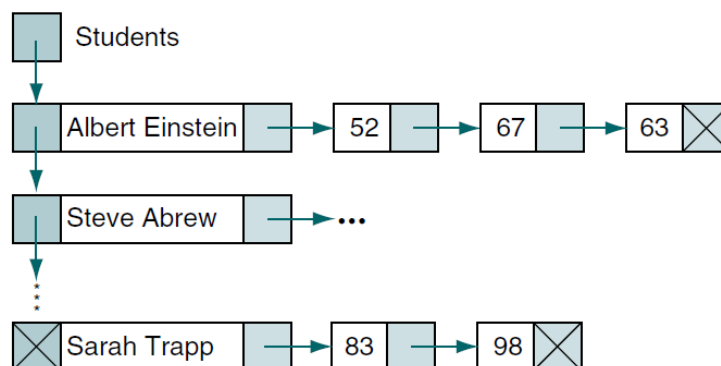 Students
Albert Einstein 52 67 63
Steve Abrew •••
Sarah Trapp 83 98